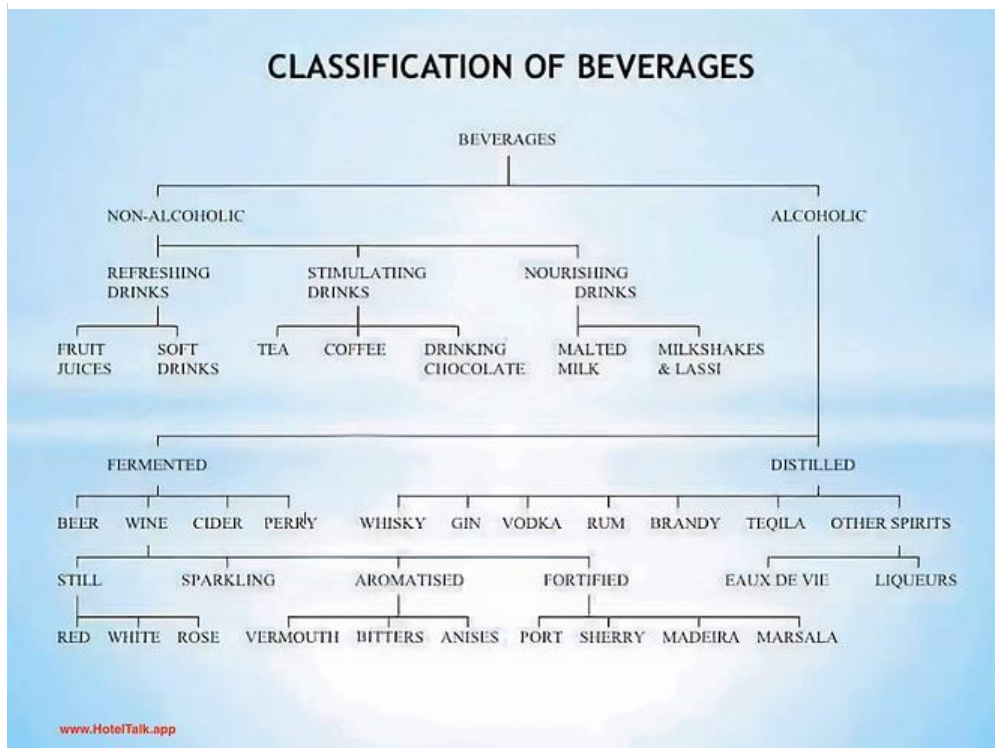 CLASSIFICATION OF BEVERAGES
BEVERAGES
NON-ALCOHOLIC ALCOHOLIC
REFRESHING STIMULATIING NOURISHING
DRINKS DRINKS DRINKS
FRUIT SOFT TEA COFFEE DRINKING MALTED MILKSHAKES
JUICES DRINKS CHOCOLATE MILK & LASSI
FERMENTED DISTILLED
BEER WINE CIDER PERRY WHISKY GIN VODKA RUM BRANDY TEQILA OTHER SPIRITS
STILL SPARKLING AROMATISED FORTIFIED EAUX DE VIE LIQUEURS
RED WHITE ROSE VERMOUTH BITTERS ANISES PORT SHERRY MADEIRA MARSALA
www.HotelTalk.app